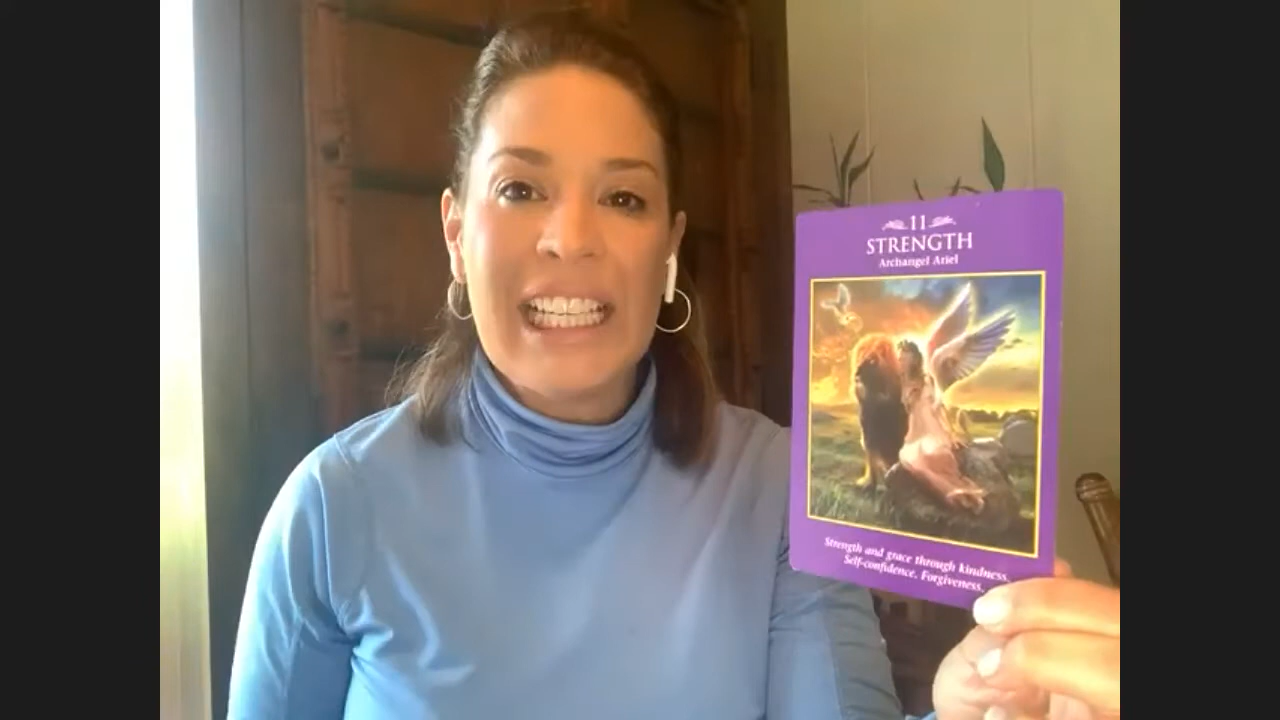 11
STRENGTH
Archangel Ariel
Strength and grace through kindness.
Self-confidence. Forgiveness.